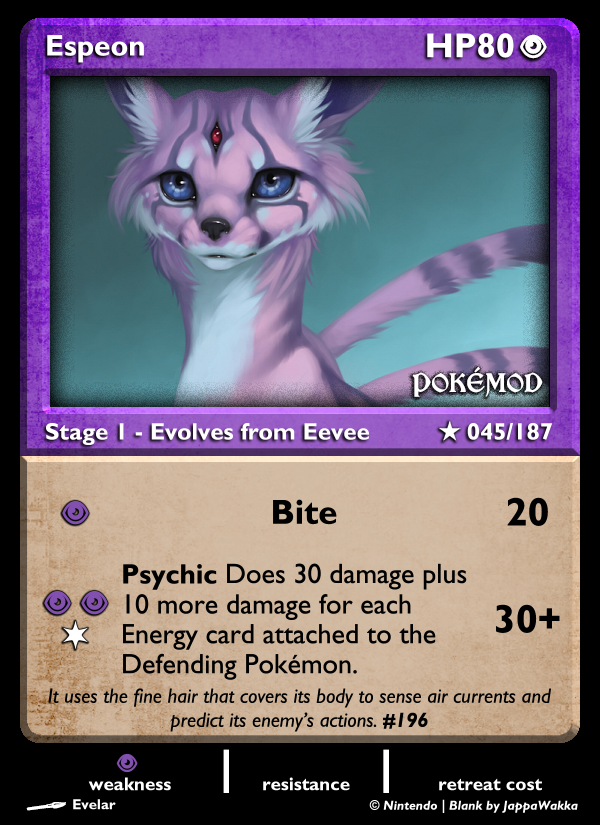 Espeon HP80
POKÉMOD
Stage 1 - Evolves from Eevee ★ 045/187
Bite 20
Psychic Does 30 damage plus
10 more damage for each
Energy card attached to the
Defending Pokémon.
30+
It uses the fine hair that covers its body to sense air currents and
predict its enemy's actions. #196
weakness resistance retreat cost
Evelar © Nintendo | Blank by JappaWakka